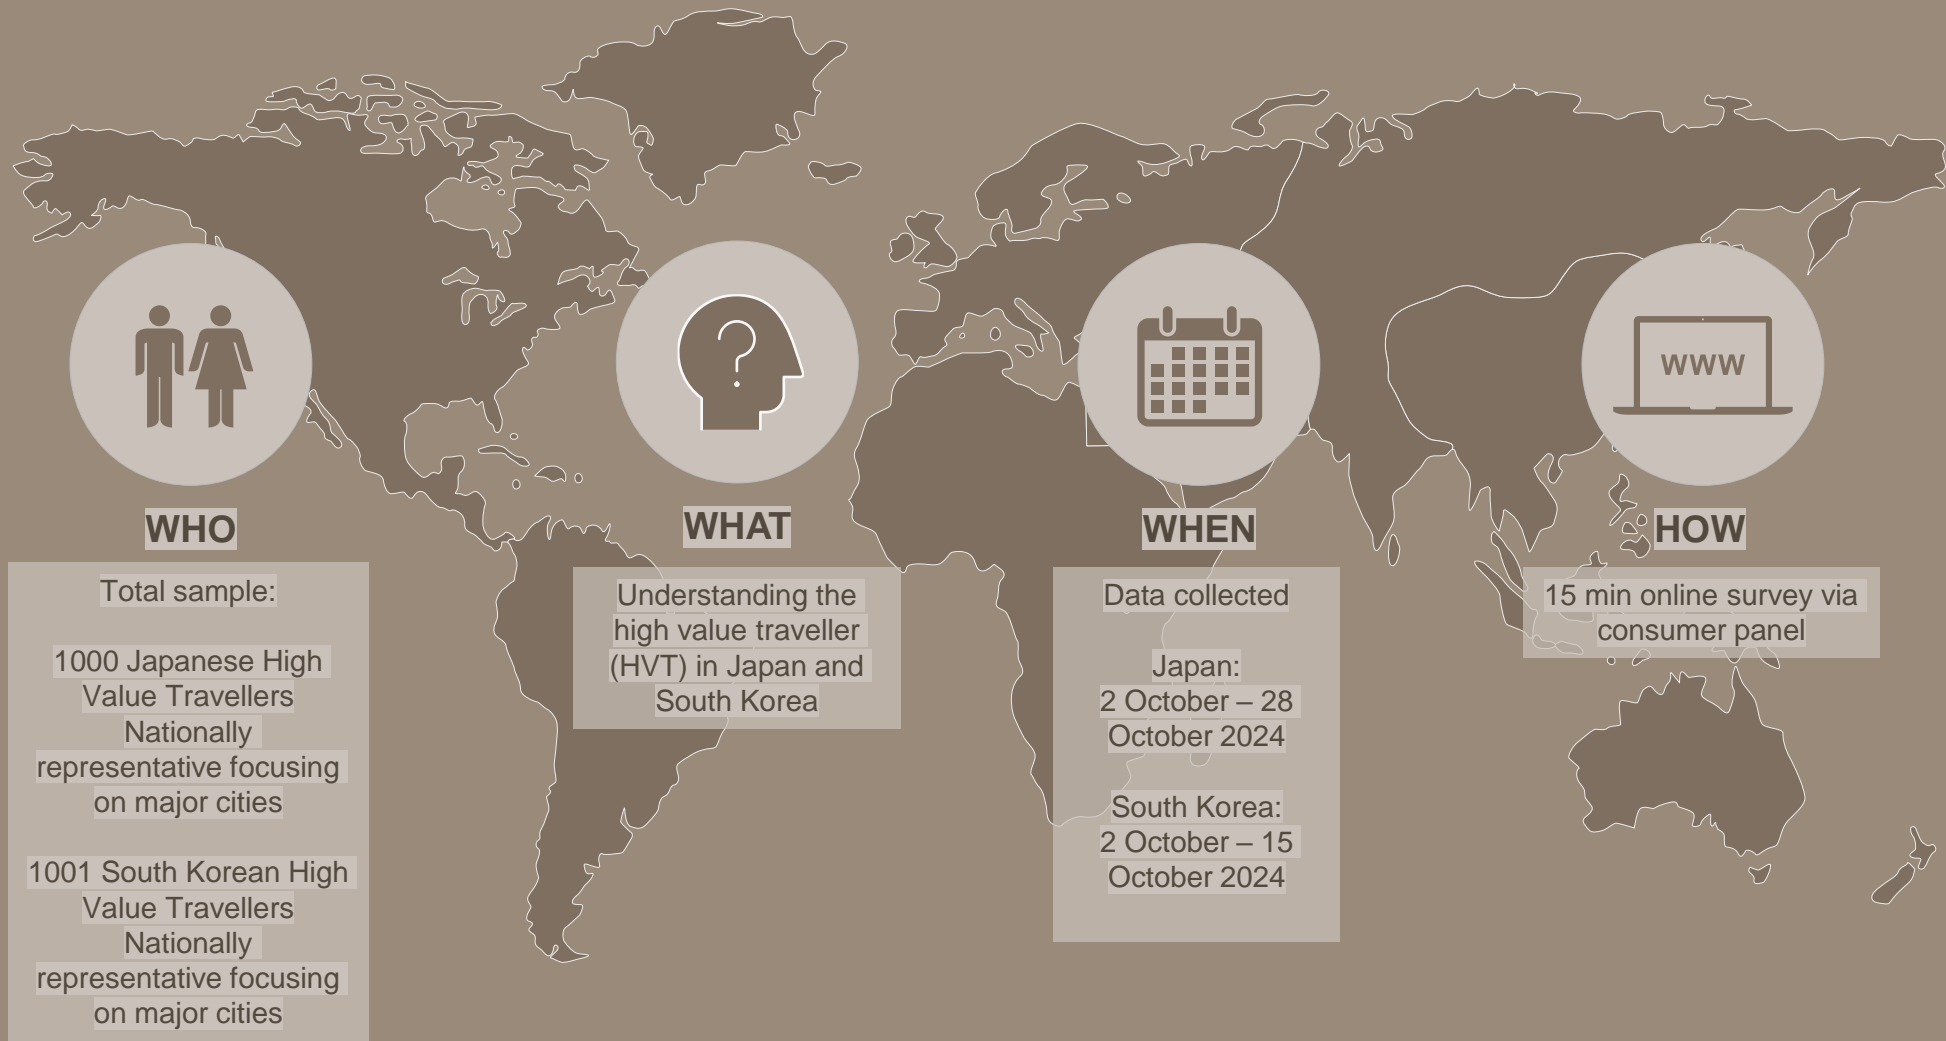 WWW
?
WHO
Total sample:
1000 Japanese High
Value Travellers
Nationally
representative focusing
on major cities
1001 South Korean High
Value Travellers
Nationally
representative focusing
on major cities
WHAT
Understanding the
high value traveller
(HVT) in Japan and
South Korea
WHEN
Data collected
Japan:
2 October – 28
October 2024
South Korea:
2 October – 15
October 2024
HOW
15 min online survey via
consumer panel